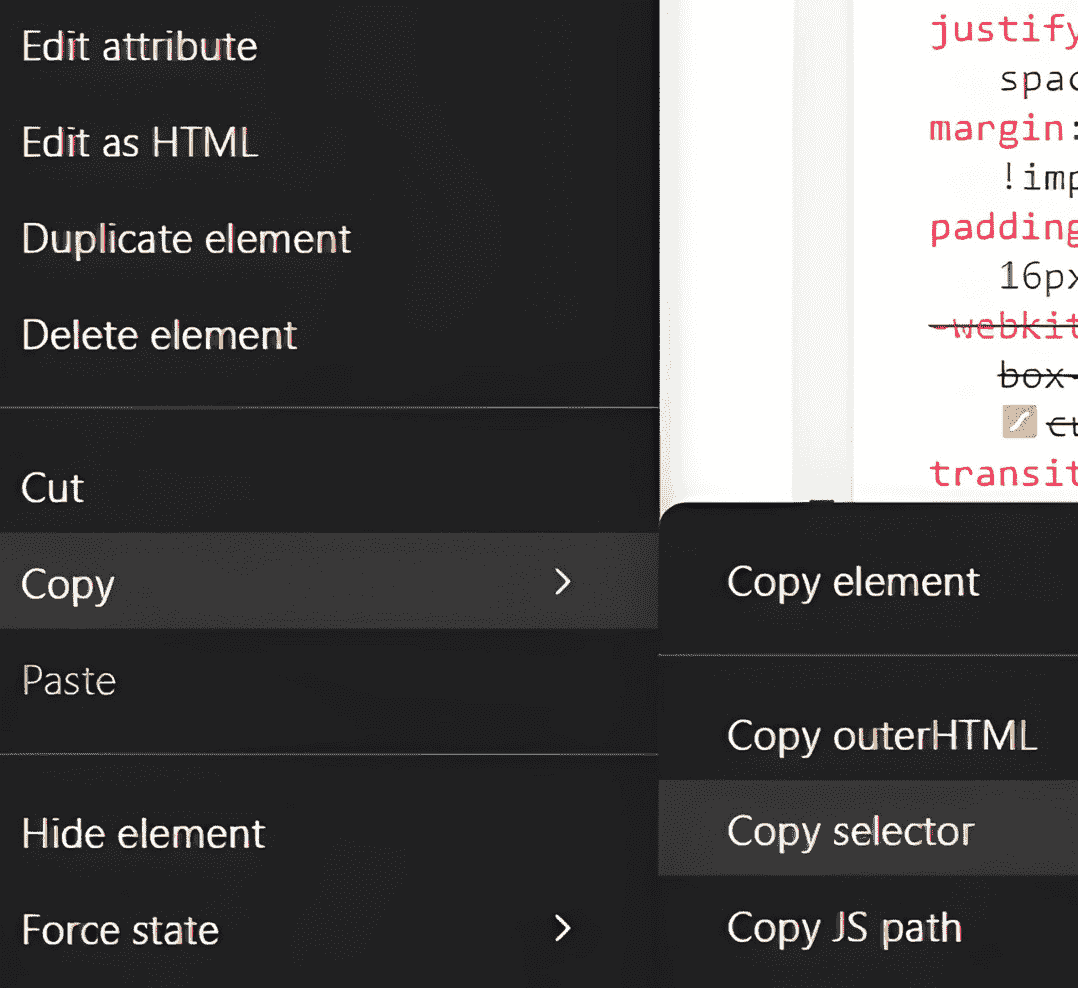 Edit attribute
Edit as HTML
Duplicate element
Delete element
Cut
Copy
Paste
Hide element
Force state
justify
spac
margin:
!imp
padding
16px
-webkit
box-
transit
Copy element
Copy outerHTML
Copy selector
Copy JS path